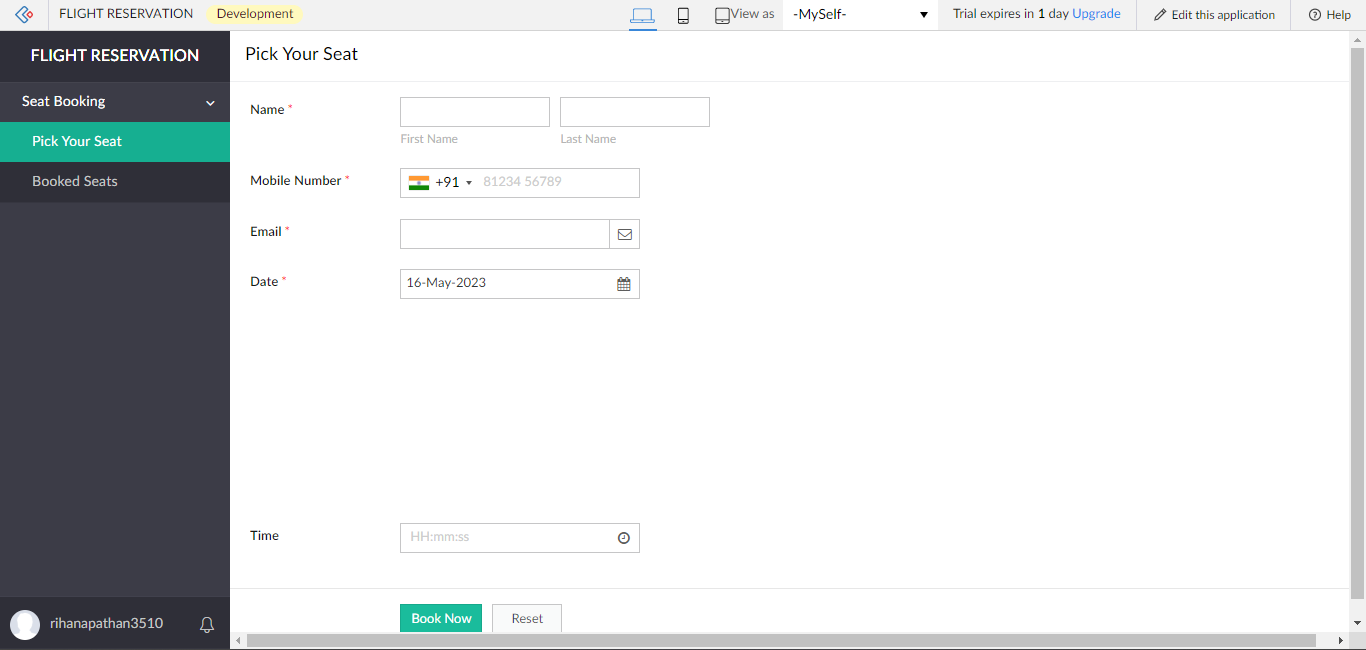 FLIGHT RESERVATION Development View as -MySelf- Trial expires in 1 day Upgrade Edit this application Help
FLIGHT RESERVATION
Pick Your Seat
Seat Booking
Pick Your Seat
Booked Seats
Name *
First Name Last Name
Mobile Number * +91 81234 56789
Email *
Date * 16-May-2023
Time HH:mm:ss
Book Now Reset
rihanapathan3510